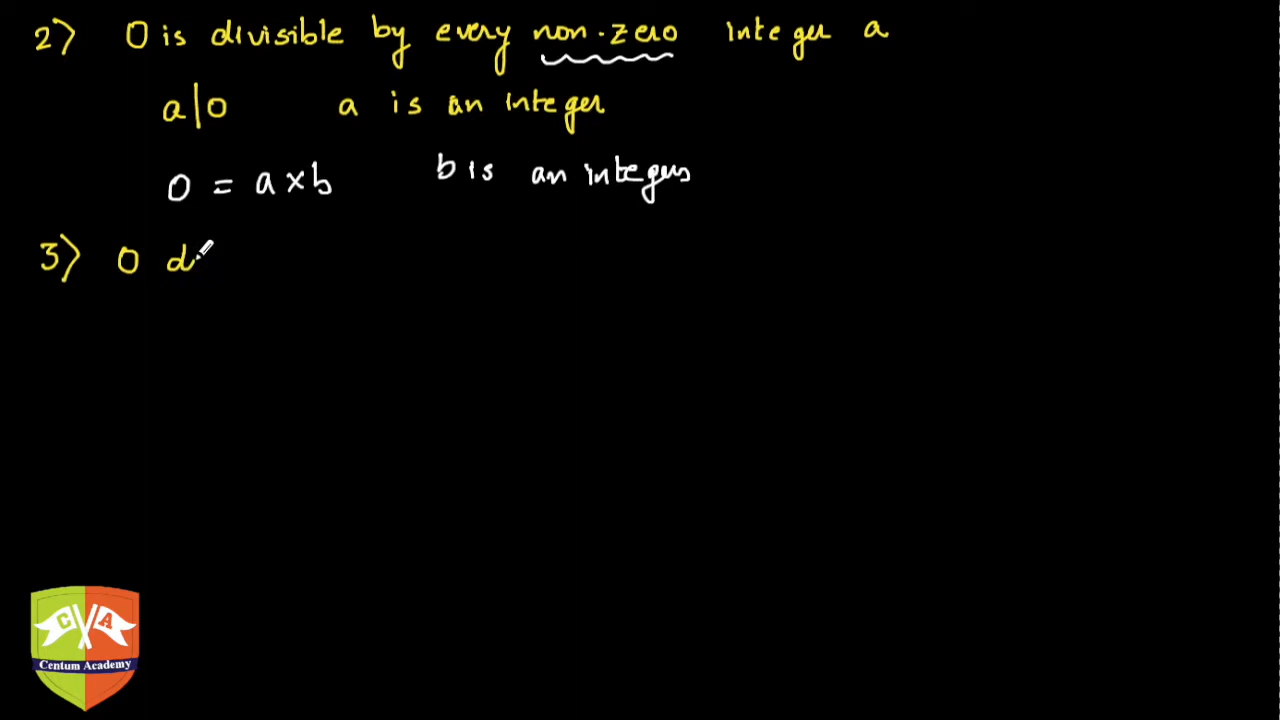 2) 0 is divisible by every non-zero integer a
a|0 a is an integer
0 = a × b b is an integers
3) 0 d
C A
Centum Academy